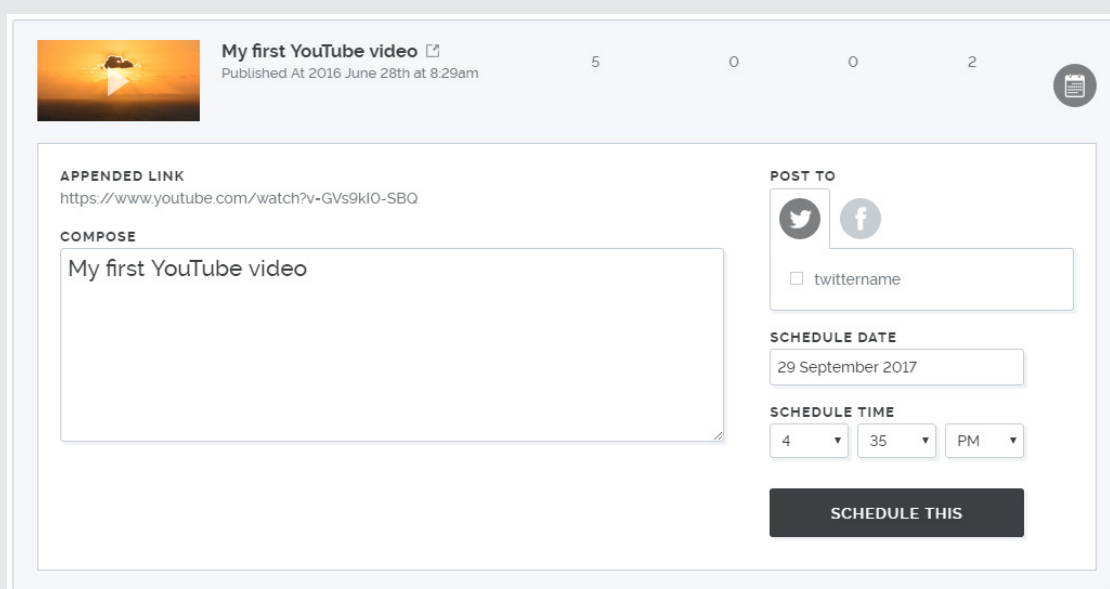 My first YouTube video
Published At 2016 June 28th at 8:29am
5 0 0 2
APPENDED LINK
https://www.youtube.com/watch?v=GVs9kI0-SBQ
COMPOSE
My first YouTube video
POST TO
twittername
SCHEDULE DATE
29 September 2017
SCHEDULE TIME
4 35 PM
SCHEDULE THIS